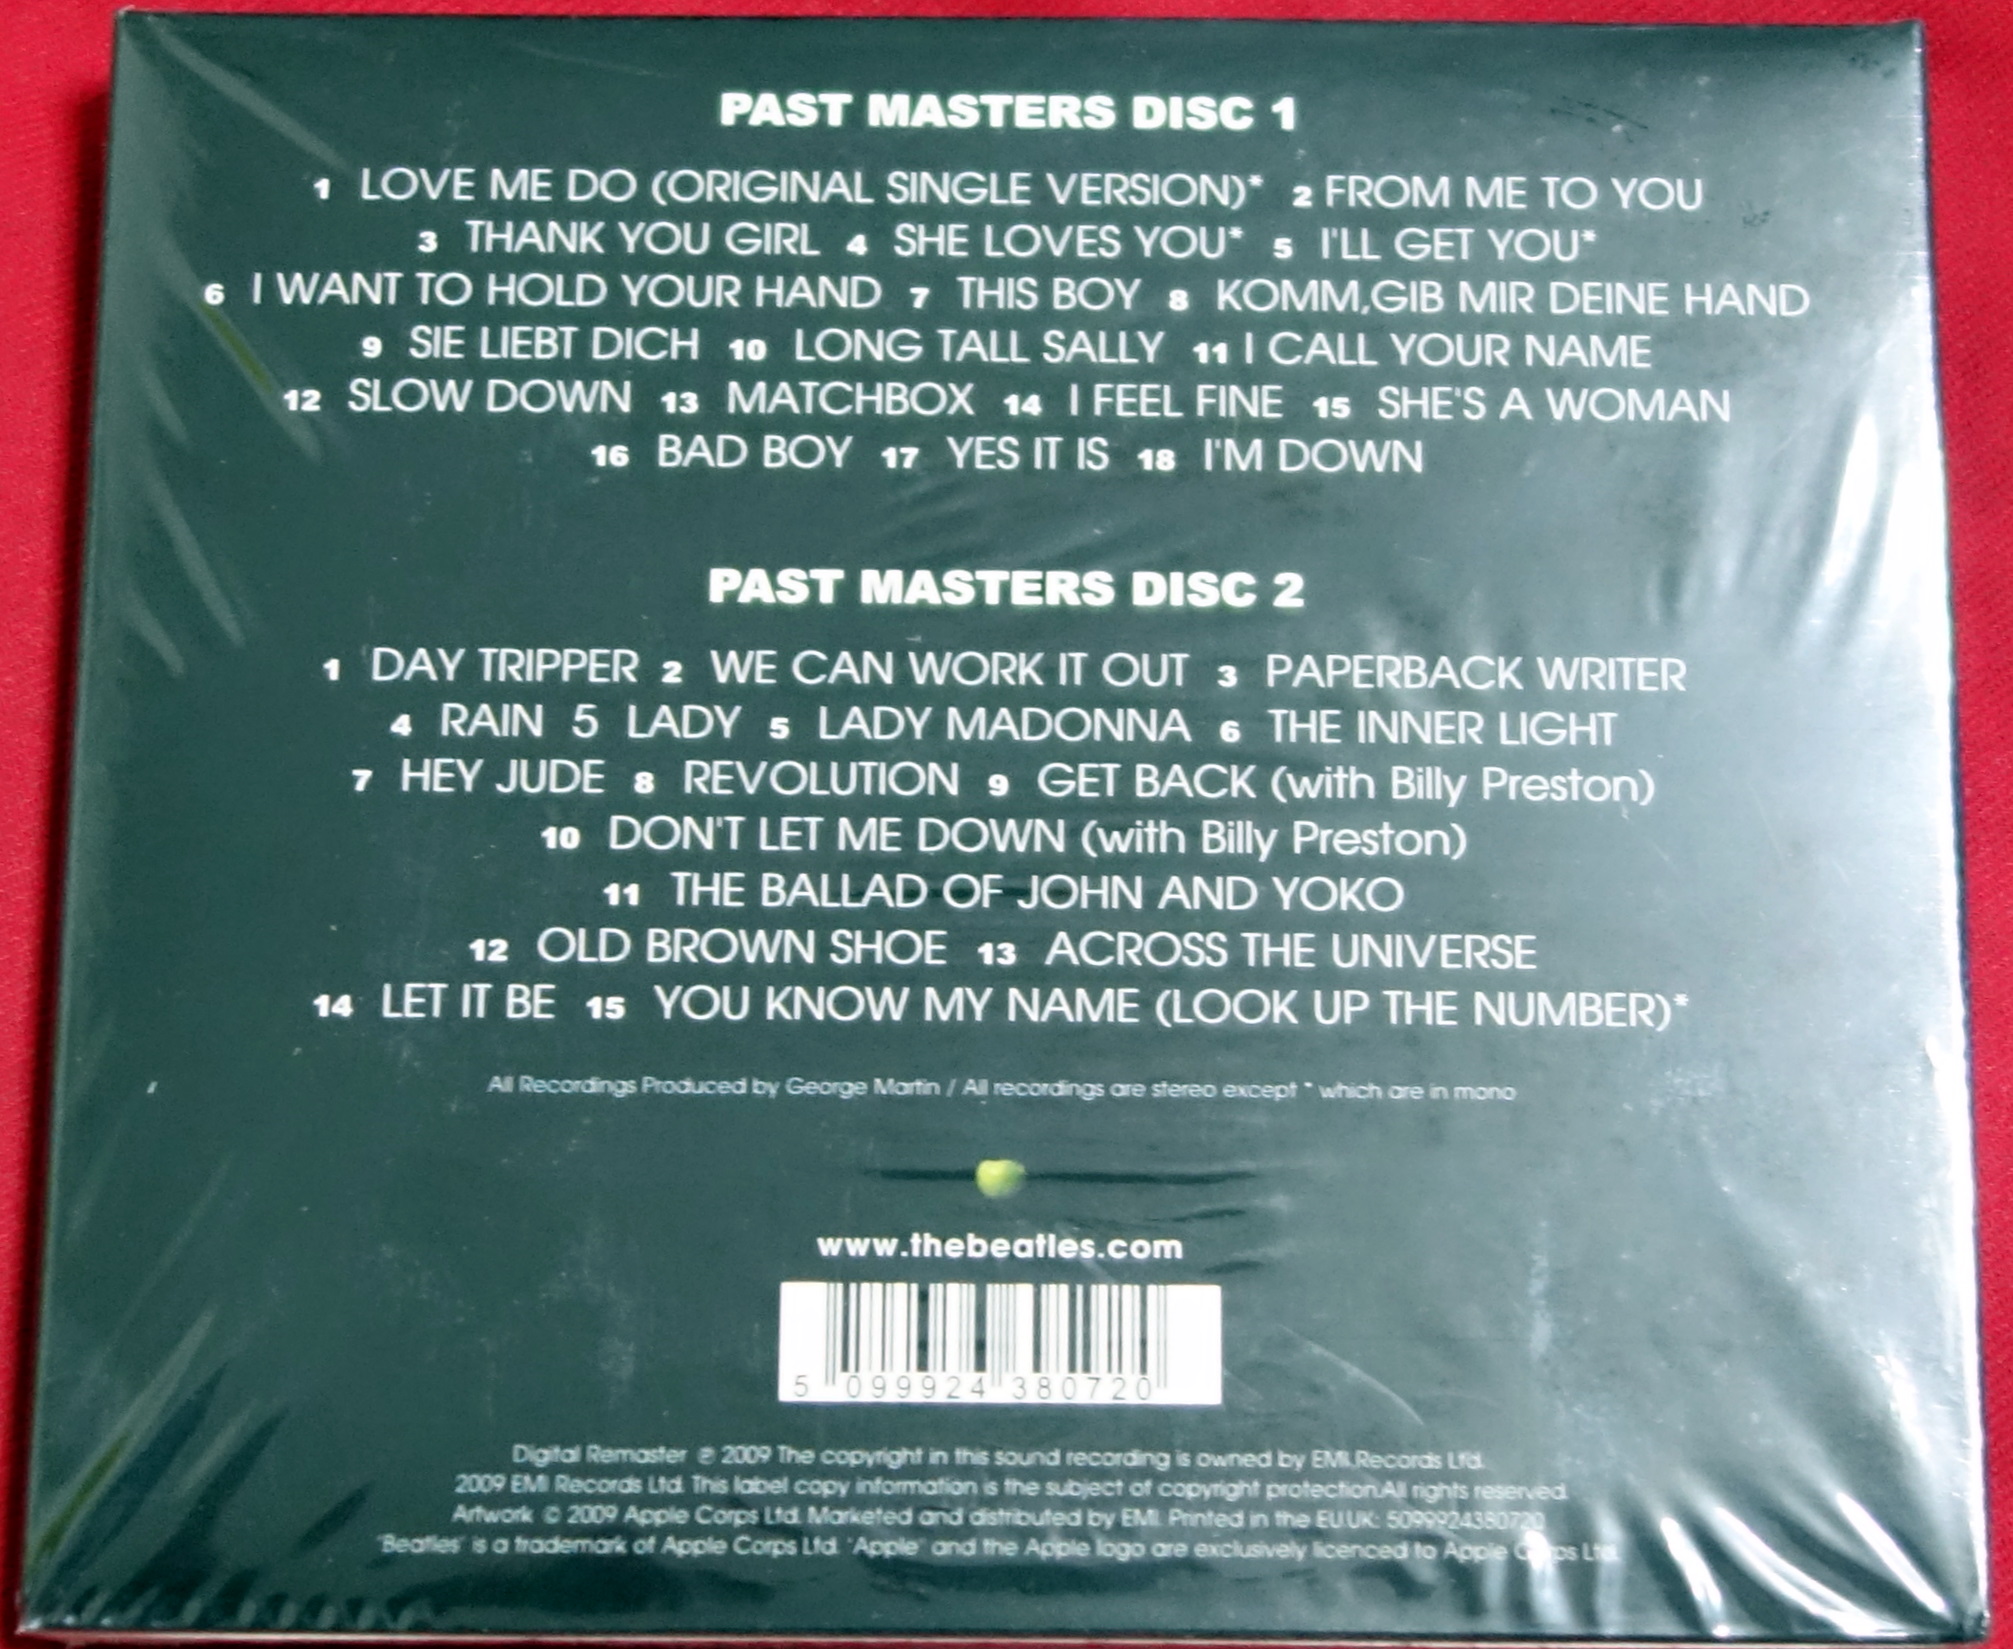 PAST MASTERS DISC 1
1 LOVE ME DO (ORIGINAL SINGLE VERSION)* 2 FROM ME TO YOU
3 THANK YOU GIRL 4 SHE LOVES YOU* 5 I'LL GET YOU*
6 I WANT TO HOLD YOUR HAND 7 THIS BOY 8 KOMM,GIB MIR DEINE HAND
9 SIE LIEBT DICH 10 LONG TALL SALLY 11 I CALL YOUR NAME
12 SLOW DOWN 13 MATCHBOX 14 I FEEL FINE 15 SHE'S A WOMAN
16 BAD BOY 17 YES IT IS 18 I'M DOWN
PAST MASTERS DISC 2
1 DAY TRIPPER 2 WE CAN WORK IT OUT 3 PAPERBACK WRITER
4 RAIN 5 LADY 5 LADY MADONNA 6 THE INNER LIGHT
7 HEY JUDE 8 REVOLUTION 9 GET BACK (with Billy Preston)
10 DON'T LET ME DOWN (with Billy Preston)
11 THE BALLAD OF JOHN AND YOKO
12 OLD BROWN SHOE 13 ACROSS THE UNIVERSE
14 LET IT BE 15 YOU KNOW MY NAME (LOOK UP THE NUMBER)*
All Recordings Produced by George Martin / All recordings are stereo except * which are in mono
www.thebeatles.com
5 099924 380720
Digital Remaster ℗ 2009 The copyright in this sound recording is owned by EMI.Records Ltd.
2009 EMI Records Ltd. This label copy information is the subject of copyright protection.All rights reserved.
Artwork © 2009 Apple Corps Ltd. Marketed and distributed by EMI. Printed in the EU.UK: 5099924380720
'Beatles' is a trademark of Apple Corps Ltd. 'Apple' and the Apple logo are exclusively licenced to Apple Corps Ltd.